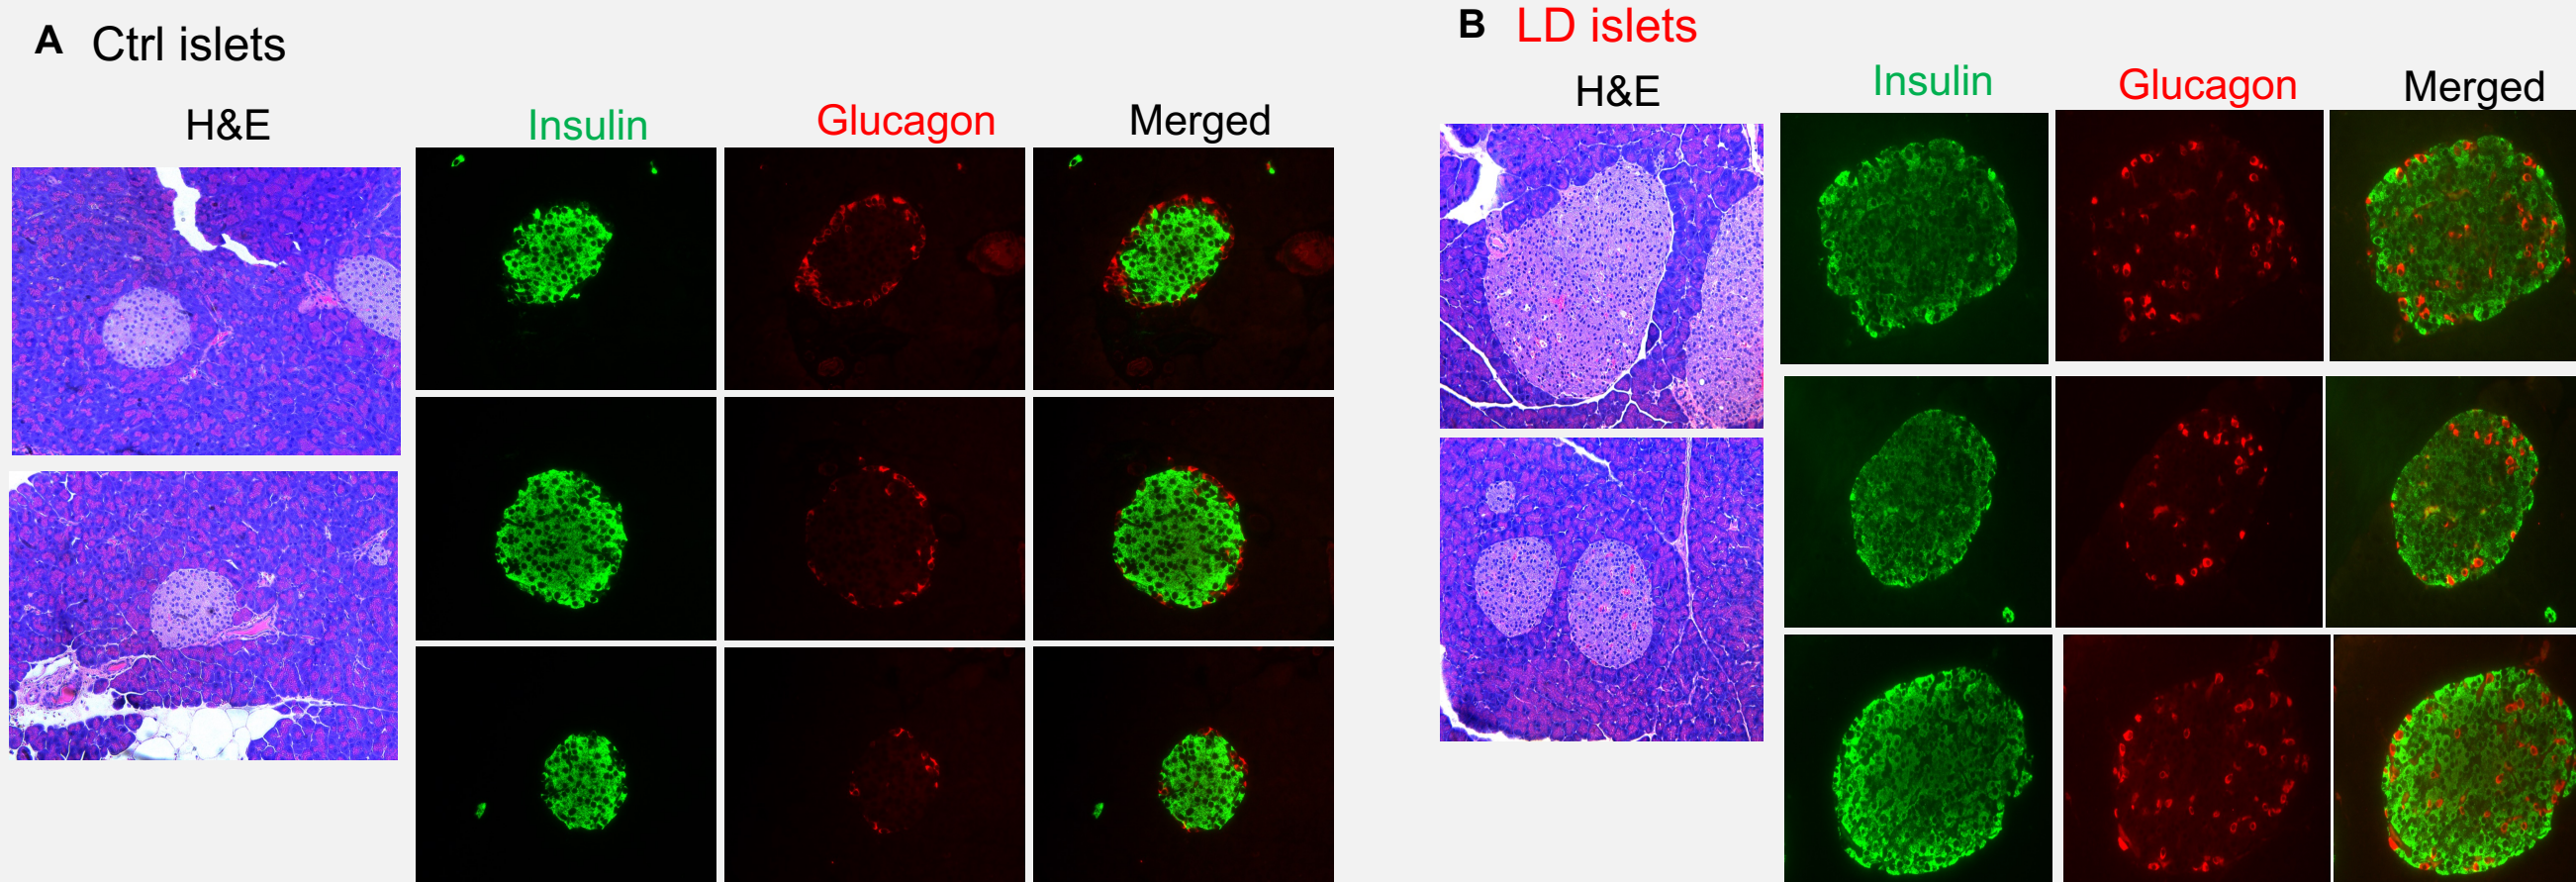 A Ctrl islets
H&E
Insulin
Glucagon
Merged
B LD islets
H&E
Insulin
Glucagon
Merged